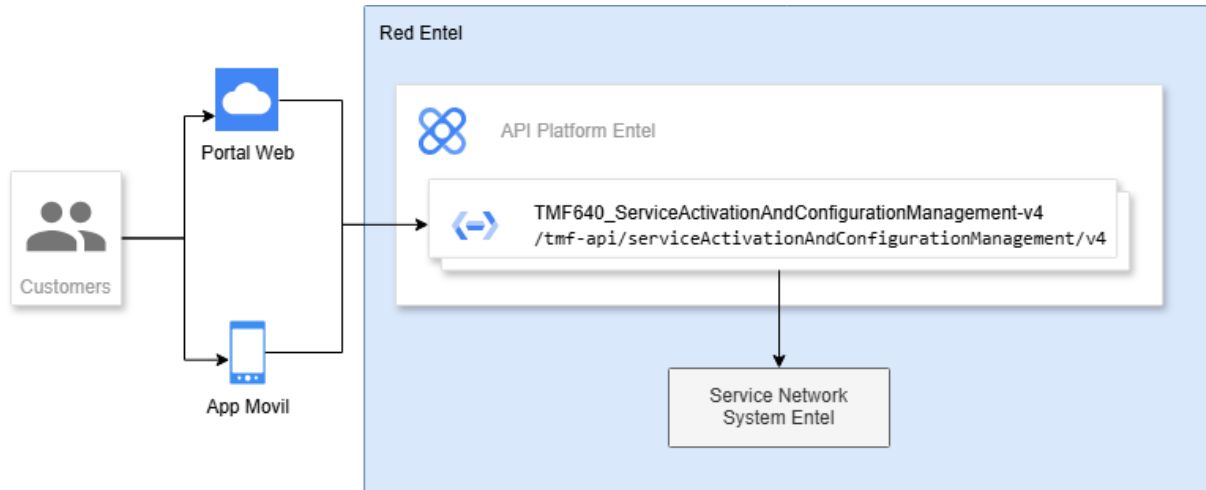 Red Entel
API Platform Entel
Portal Web
TMF640_ServiceActivationAndConfigurationManagement-v4
/tmf-api/serviceActivationAndConfigurationManagement/v4
Customers
App Movil
Service Network
System Entel